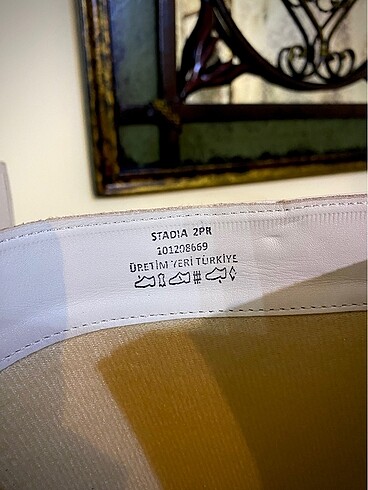 STADIA 2PR
101208669
ÜRETİM YERİ TÜRKİYE